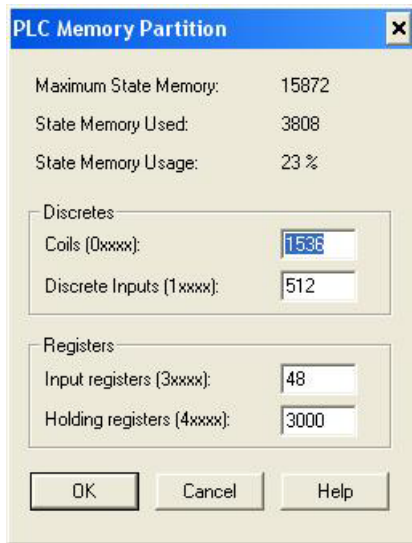 PLC Memory Partition
Maximum State Memory: 15872
State Memory Used: 3808
State Memory Usage: 23 %
Discretes
Coils (0xxxx): 1536
Discrete Inputs (1xxxx): 512
Registers
Input registers (3xxxx): 48
Holding registers (4xxxx): 3000
OK Cancel Help